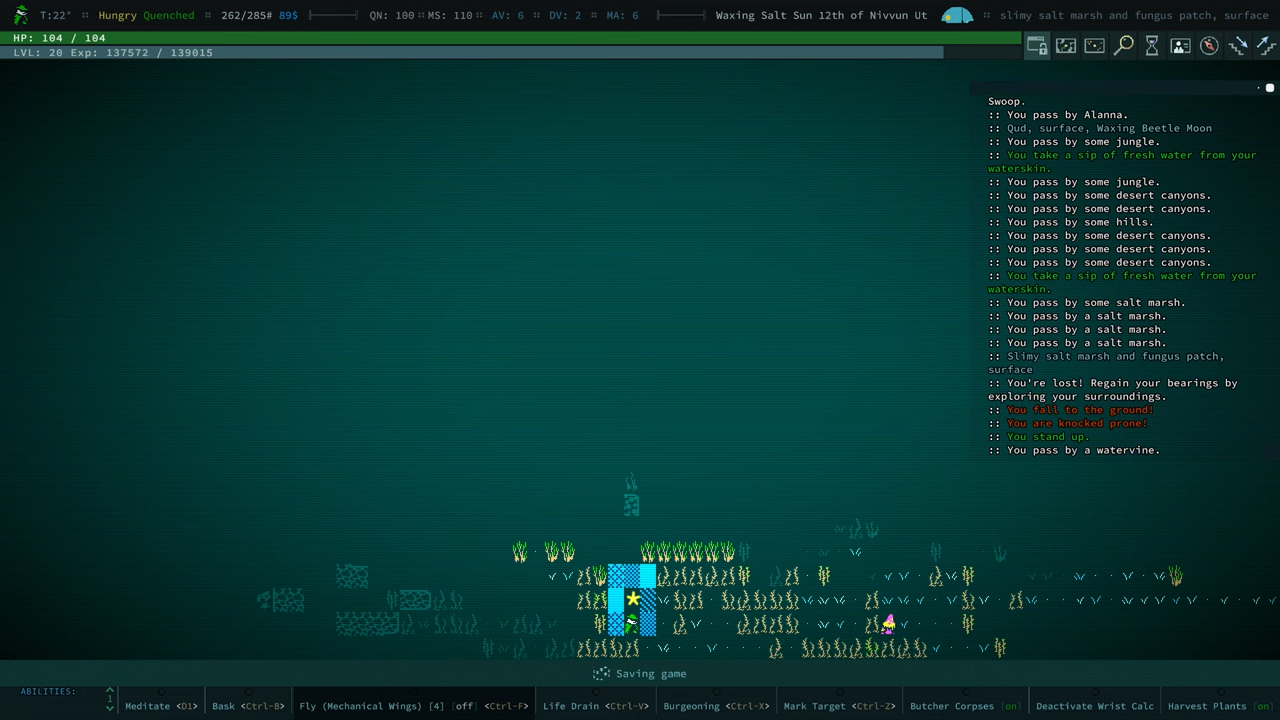 T:22° :: Hungry Quenched :: 262/285# 89$ QN: 100 :: MS: 110 :: AV: 6 :: DV: 2 :: MA: 6 Waxing Salt Sun 12th of Nivvun Ut :: slimy salt marsh and fungus patch, surface
HP: 104 / 104
LVL: 20 Exp: 137572 / 139015
Swoop.
:: You pass by Alanna.
:: Qud, surface, Waxing Beetle Moon
:: You pass by some jungle.
:: You take a sip of fresh water from your
waterskin.
:: You pass by some jungle.
:: You pass by some desert canyons.
:: You pass by some desert canyons.
:: You pass by some hills.
:: You pass by some desert canyons.
:: You pass by some desert canyons.
:: You pass by some desert canyons.
:: You take a sip of fresh water from your
waterskin.
:: You pass by some salt marsh.
:: You pass by a salt marsh.
:: You pass by a salt marsh.
:: You pass by a salt marsh.
:: Slimy salt marsh and fungus patch,
surface
:: You're lost! Regain your bearings by
exploring your surroundings.
:: You fall to the ground!
:: You are knocked prone!
:: You stand up.
:: You pass by a watervine.
Saving game
ABILITIES: 1 Meditate <D1> Bask <Ctrl-B> Fly (Mechanical Wings) [4] [off] <Ctrl-F> Life Drain <Ctrl-V> Burgeoning <Ctrl-X> Mark Target <Ctrl-Z> Butcher Corpses [on] Deactivate Wrist Calc Harvest Plants [on]